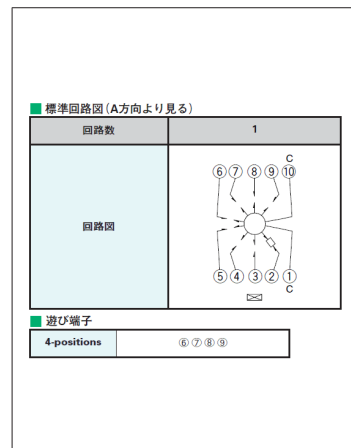 ■ 標準回路図(A方向より見る)
回路数 1
C
⑥⑦⑧⑨⑩
回路図
⑤④③②①
C
■ 遊び端子
4-positions ⑥⑦⑧⑨